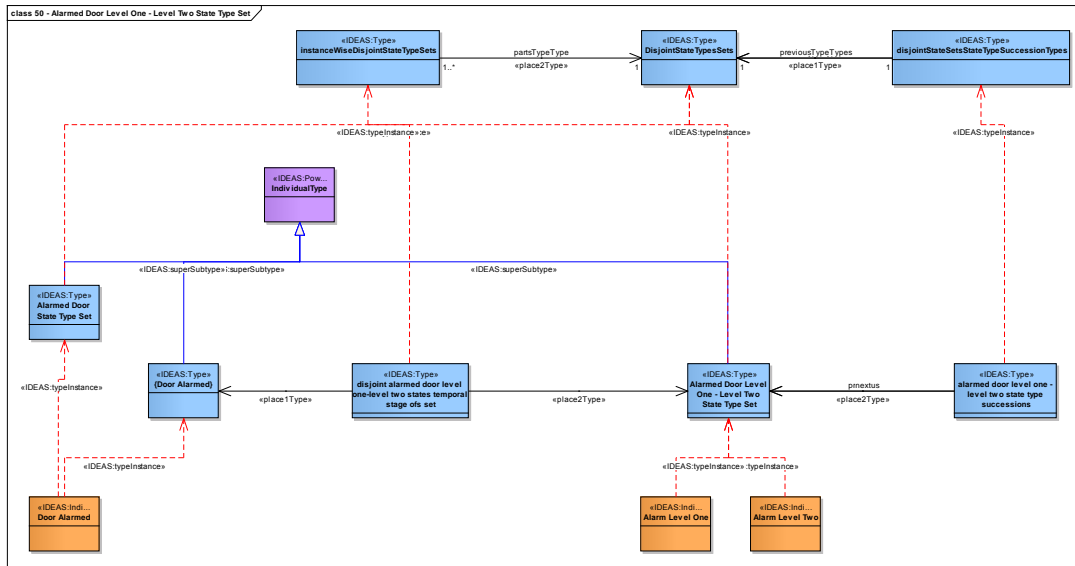 class 50 - Alarmed Door Level One - Level Two State Type Set
«IDEAS:Type»
instanceWiseDisjointStateTypeSets
partsTypeType
1..*
«place2Type»
1
«IDEAS:Type»
DisjointStateTypesSets
previousTypeTypes
1
«place1Type»
1
«IDEAS:Type»
disjointStateSetsStateTypeSuccessionTypes
«IDEAS:typeInstance»
«IDEAS:typeInstance»
«IDEAS:typeInstance»
«IDEAS:Pow...
IndividualType
«IDEAS:superSubtype»
:superSubtype»
«IDEAS:superSubtype»
«IDEAS:Type»
Alarmed Door
State Type Set
«IDEAS:Type»
{Door Alarmed}
«place1Type»
«IDEAS:Type»
disjoint alarmed door level
one-level two states temporal
stage ofs set
«place2Type»
«IDEAS:Type»
Alarmed Door Level
One - Level Two
State Type Set
prnextus
«place2Type»
«IDEAS:Type»
alarmed door level one -
level two state type
successions
«IDEAS:typeInstance»
«IDEAS:typeInstance»
«IDEAS:typeInstance»
:typeInstance»
«IDEAS:Indi...
Door Alarmed
«IDEAS:Indi...
Alarm Level One
«IDEAS:Indi...
Alarm Level Two